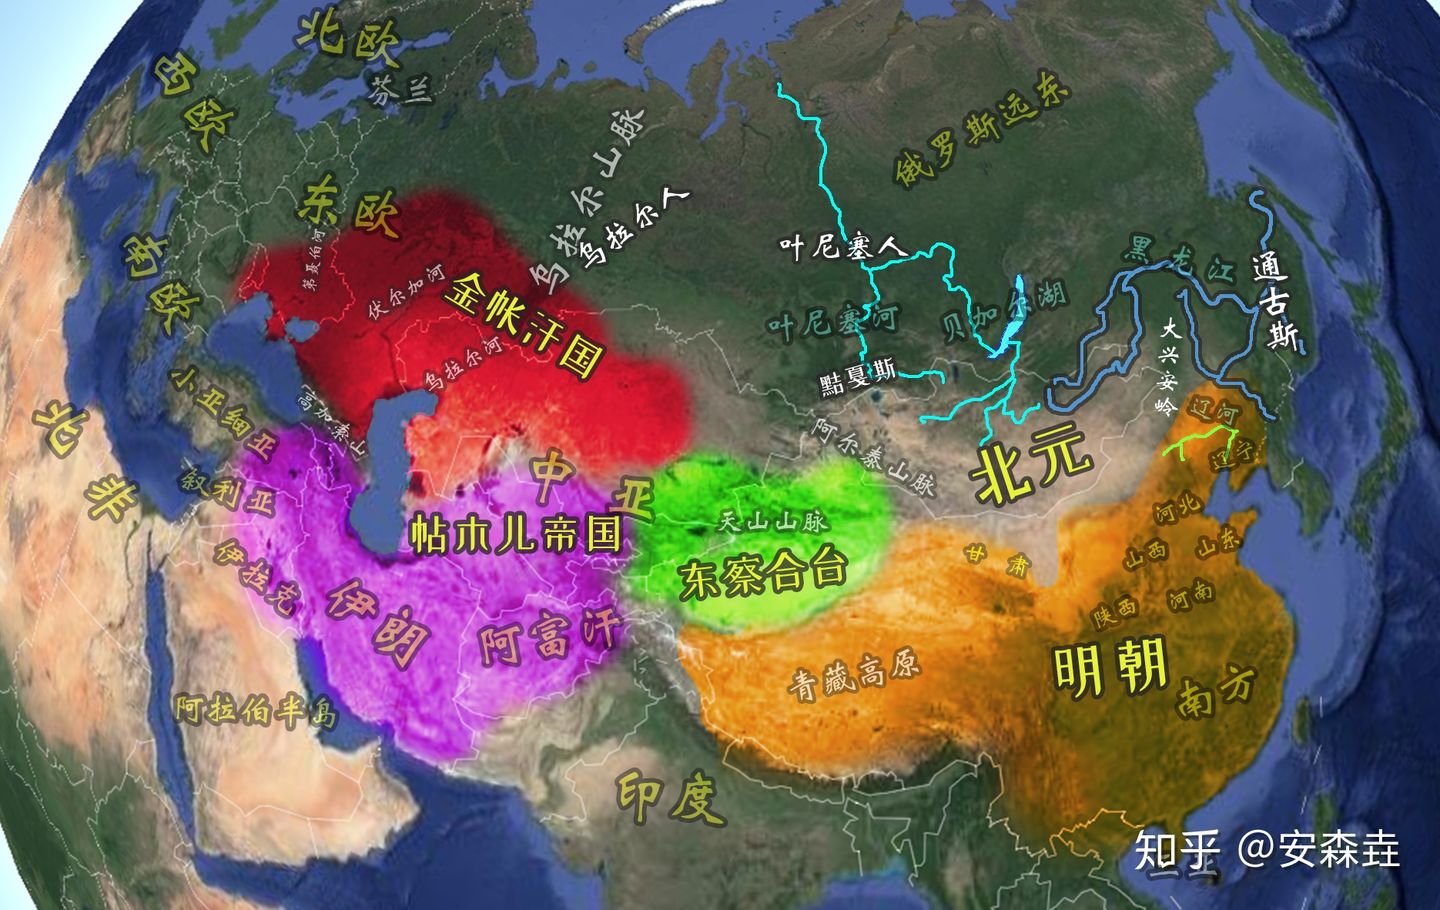 北欧
芬兰
西欧
乌拉尔山脉
乌拉尔人
俄罗斯远东
东欧
第聂伯河
南欧
叶尼塞人
黑龙江
通古斯
伏尔加河
金帐汗国
叶尼塞河
贝加尔湖
大兴安岭
乌拉尔河
黠戛斯
小亚细亚
高加索山
北非
辽河
辽宁
阿尔泰山脉
北元
叙利亚
中亚
帖木儿帝国
天山山脉
河北
伊拉克
东察合台
甘肃
山西
山东
伊朗
阿富汗
陕西
河南
青藏高原
明朝
南方
阿拉伯半岛
印度
知乎 @安森垚